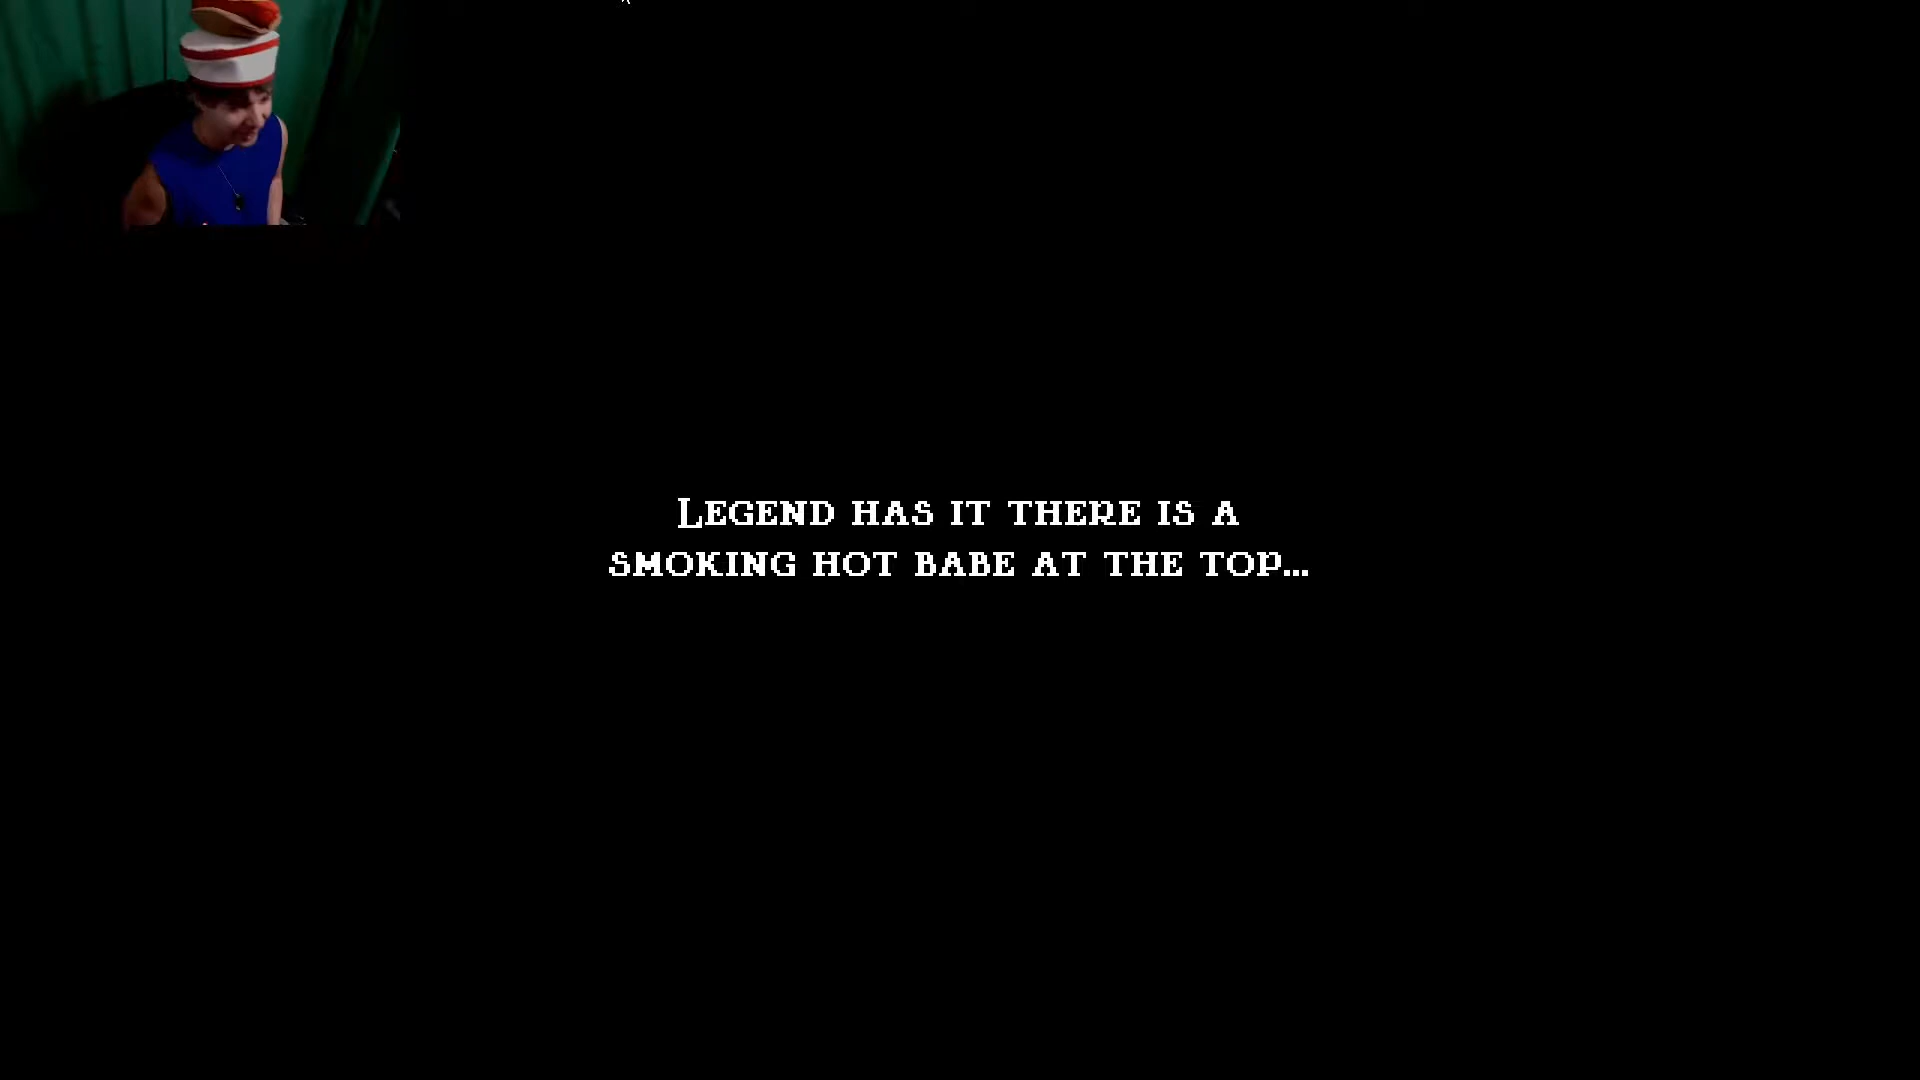 Legend has it there is a
smoking hot babe at the top...